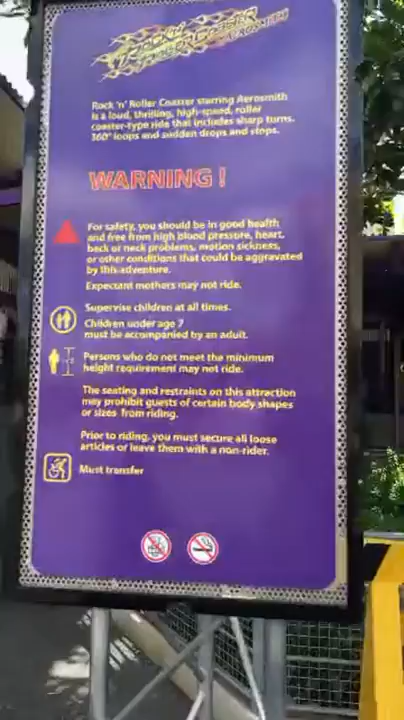 ROCK 'N'
ROLLER COASTER
AEROSMITH
Rock 'n' Roller Coaster starring Aerosmith
is a loud, thrilling, high-speed, roller
coaster-type ride that includes sharp turns,
360° loops and sudden drops and stops.
WARNING!
For safety, you should be in good health
and free from high blood pressure, heart,
back or neck problems, motion sickness,
or other conditions that could be aggravated
by this adventure.
Expectant mothers may not ride.
Supervise children at all times.
Children under age 7
must be accompanied by an adult.
Persons who do not meet the minimum
height requirement may not ride.
The seating and restraints on this attraction
may prohibit guests of certain body shapes
or sizes from riding.
Prior to riding, you must secure all loose
articles or leave them with a non-rider.
Must transfer